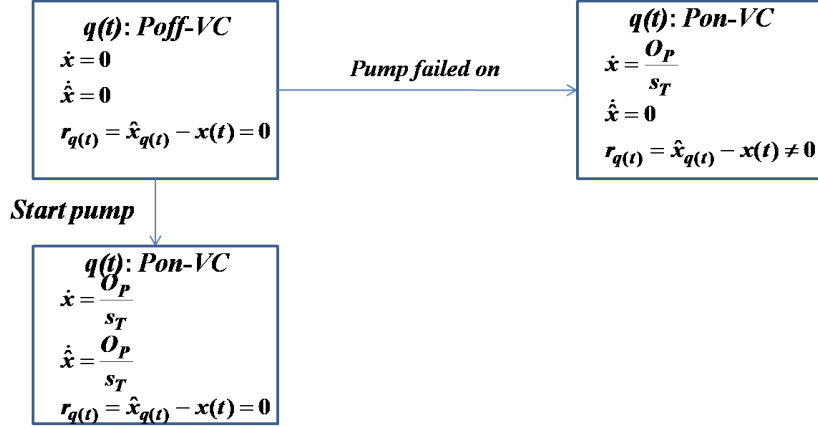 q(t): Poff-VC
ẋ = 0
x̂̇ = 0
r_q(t) = x̂_q(t) − x(t) = 0
Pump failed on
q(t): Pon-VC
ẋ = O_P / s_T
x̂̇ = 0
r_q(t) = x̂_q(t) − x(t) ≠ 0
Start pump
q(t): Pon-VC
ẋ = O_P / s_T
x̂̇ = O_P / s_T
r_q(t) = x̂_q(t) − x(t) = 0